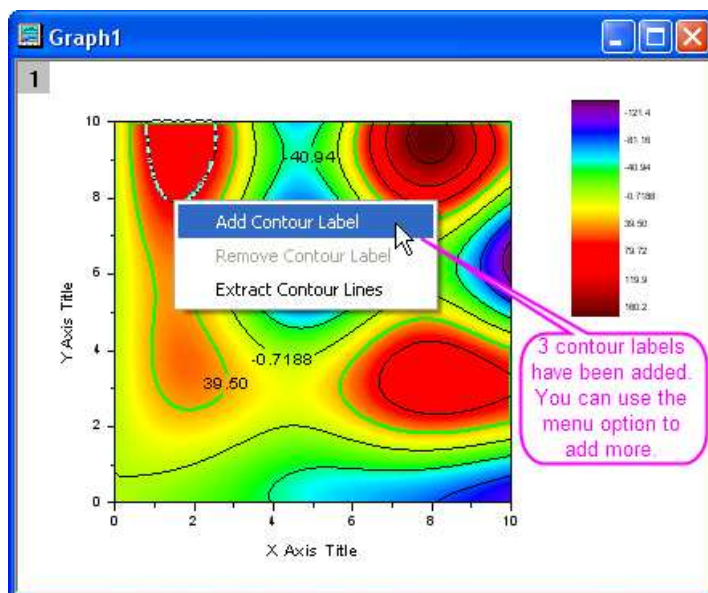 Graph1
1
-121.4
-81.16
-40.94
-0.7188
39.50
79.72
119.9
160.2
10
8
6
4
2
0
Y Axis Title
-40.94
-0.7188
39.50
Add Contour Label
Remove Contour Label
Extract Contour Lines
3 contour labels
have been added.
You can use the
menu option to
add more.
0
2
4
6
8
10
X Axis Title